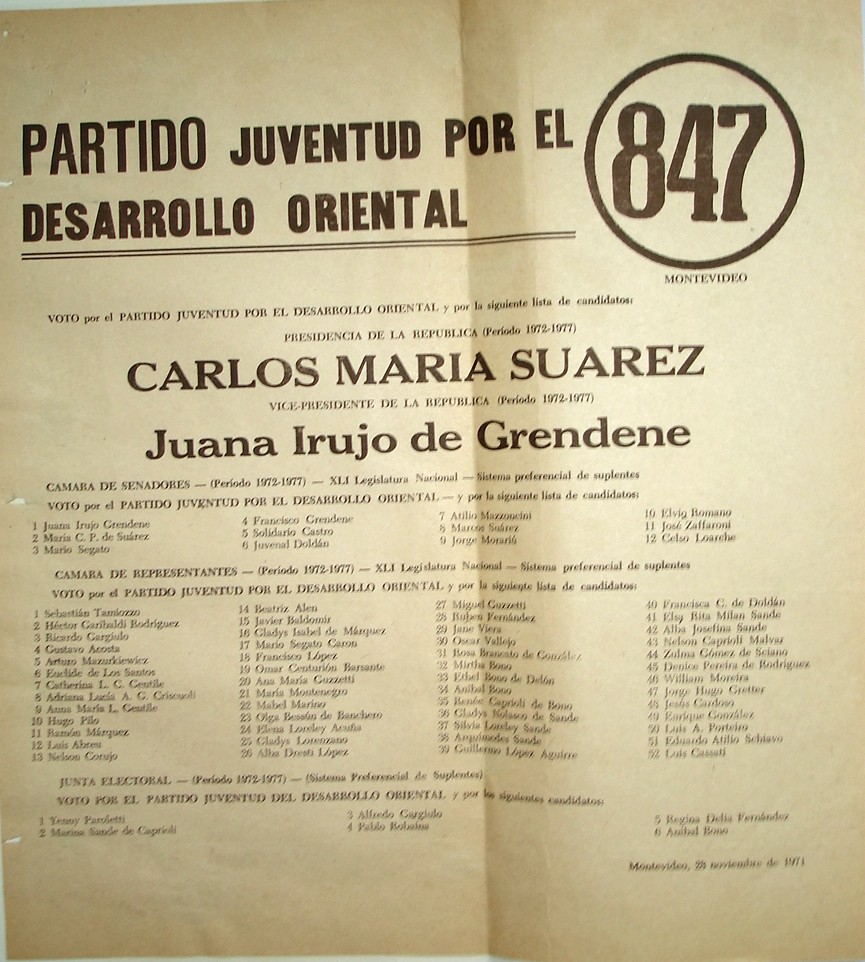 PARTIDO JUVENTUD POR EL
DESARROLLO ORIENTAL
847
MONTEVIDEO
VOTO por el PARTIDO JUVENTUD POR EL DESARROLLO ORIENTAL y por la siguiente lista de candidatos:
PRESIDENCIA DE LA REPUBLICA (Período 1972-1977)
CARLOS MARIA SUAREZ
VICE-PRESIDENTE DE LA REPUBLICA (Período 1972-1977)
Juana Irujo de Grendene
CAMARA DE SENADORES — (Período 1972-1977) — XLI Legislatura Nacional — Sistema preferencial de suplentes
VOTO por el PARTIDO JUVENTUD POR EL DESARROLLO ORIENTAL — y por la siguiente lista de candidatos:
1 Juana Irujo Grendene
2 María C. P. de Suárez
3 Mario Segato
4 Francisco Grendene
5 Solidario Castro
6 Juvenal Doldán
7 Atilio Mazzoncini
8 Marcos Suárez
9 Jorge Morariú
10 Elvig Romano
11 José Zaffaroni
12 Celso Loarche
CAMARA DE REPRESENTANTES — (Período 1972-1977) — XLI Legislatura Nacional — Sistema preferencial de suplentes
VOTO por el PARTIDO JUVENTUD POR EL DESARROLLO ORIENTAL y por la siguiente lista de candidatos:
1 Sebastián Tamiozzo
2 Héctor Garibaldi Rodríguez
3 Ricardo Gargiulo
4 Gustavo Acosta
5 Arturo Mazurkiewicz
6 Euclide de Los Santos
7 Catherina L. C. Gentile
8 Adriana Lucía A. G. Criscuoli
9 Anna María L. Gentile
10 Hugo Pilo
11 Ramón Márquez
12 Luis Abreu
13 Nelson Corujo
14 Beatriz Alen
15 Javier Baldomir
16 Gladys Isabel de Márquez
17 Mario Segato Caron
18 Francisco López
19 Omar Centurión Barsante
20 Ana María Guzzetti
21 María Montenegro
22 Mabel Marino
23 Olga Bessún de Banchero
24 Elena Loreley Acuña
25 Gladys Lorenzano
26 Alba Dresti López
27 Miguel Guzzetti
28 Ruben Fernández
29 Jane Viera
30 Oscar Vallejo
31 Rosa Brancato de González
32 Mirtha Bono
33 Ethel Bono de Delón
34 Aníbal Bono
35 Renée Caprioli de Bono
36 Gladys Nolasco de Sande
37 Silvia Loreley Sande
38 Arquímodes Sande
39 Guillermo López Aguirre
40 Francisca C. de Doldán
41 Elsy Rita Milan Sande
42 Alba Josefina Sande
43 Nelson Caprioli Malvar
44 Zulma Gómez de Sciano
45 Denice Pereira de Rodríguez
46 William Moreira
47 Jorge Hugo Gretter
48 Jesús Cardoso
49 Enrique González
50 Luis A. Porteiro
51 Eduardo Atilio Schiavo
52 Luis Cassati
JUNTA ELECTORAL — (Período 1972-1977) — (Sistema Preferencial de Suplentes)
VOTO POR EL PARTIDO JUVENTUD DEL DESARROLLO ORIENTAL y por los siguientes candidatos:
1 Yenny Paroletti
2 Marina Sande de Caprioli
3 Alfredo Gargiulo
4 Pablo Robaina
5 Regina Delia Fernández
6 Aníbal Bono
Montevideo, 28 noviembre de 1971